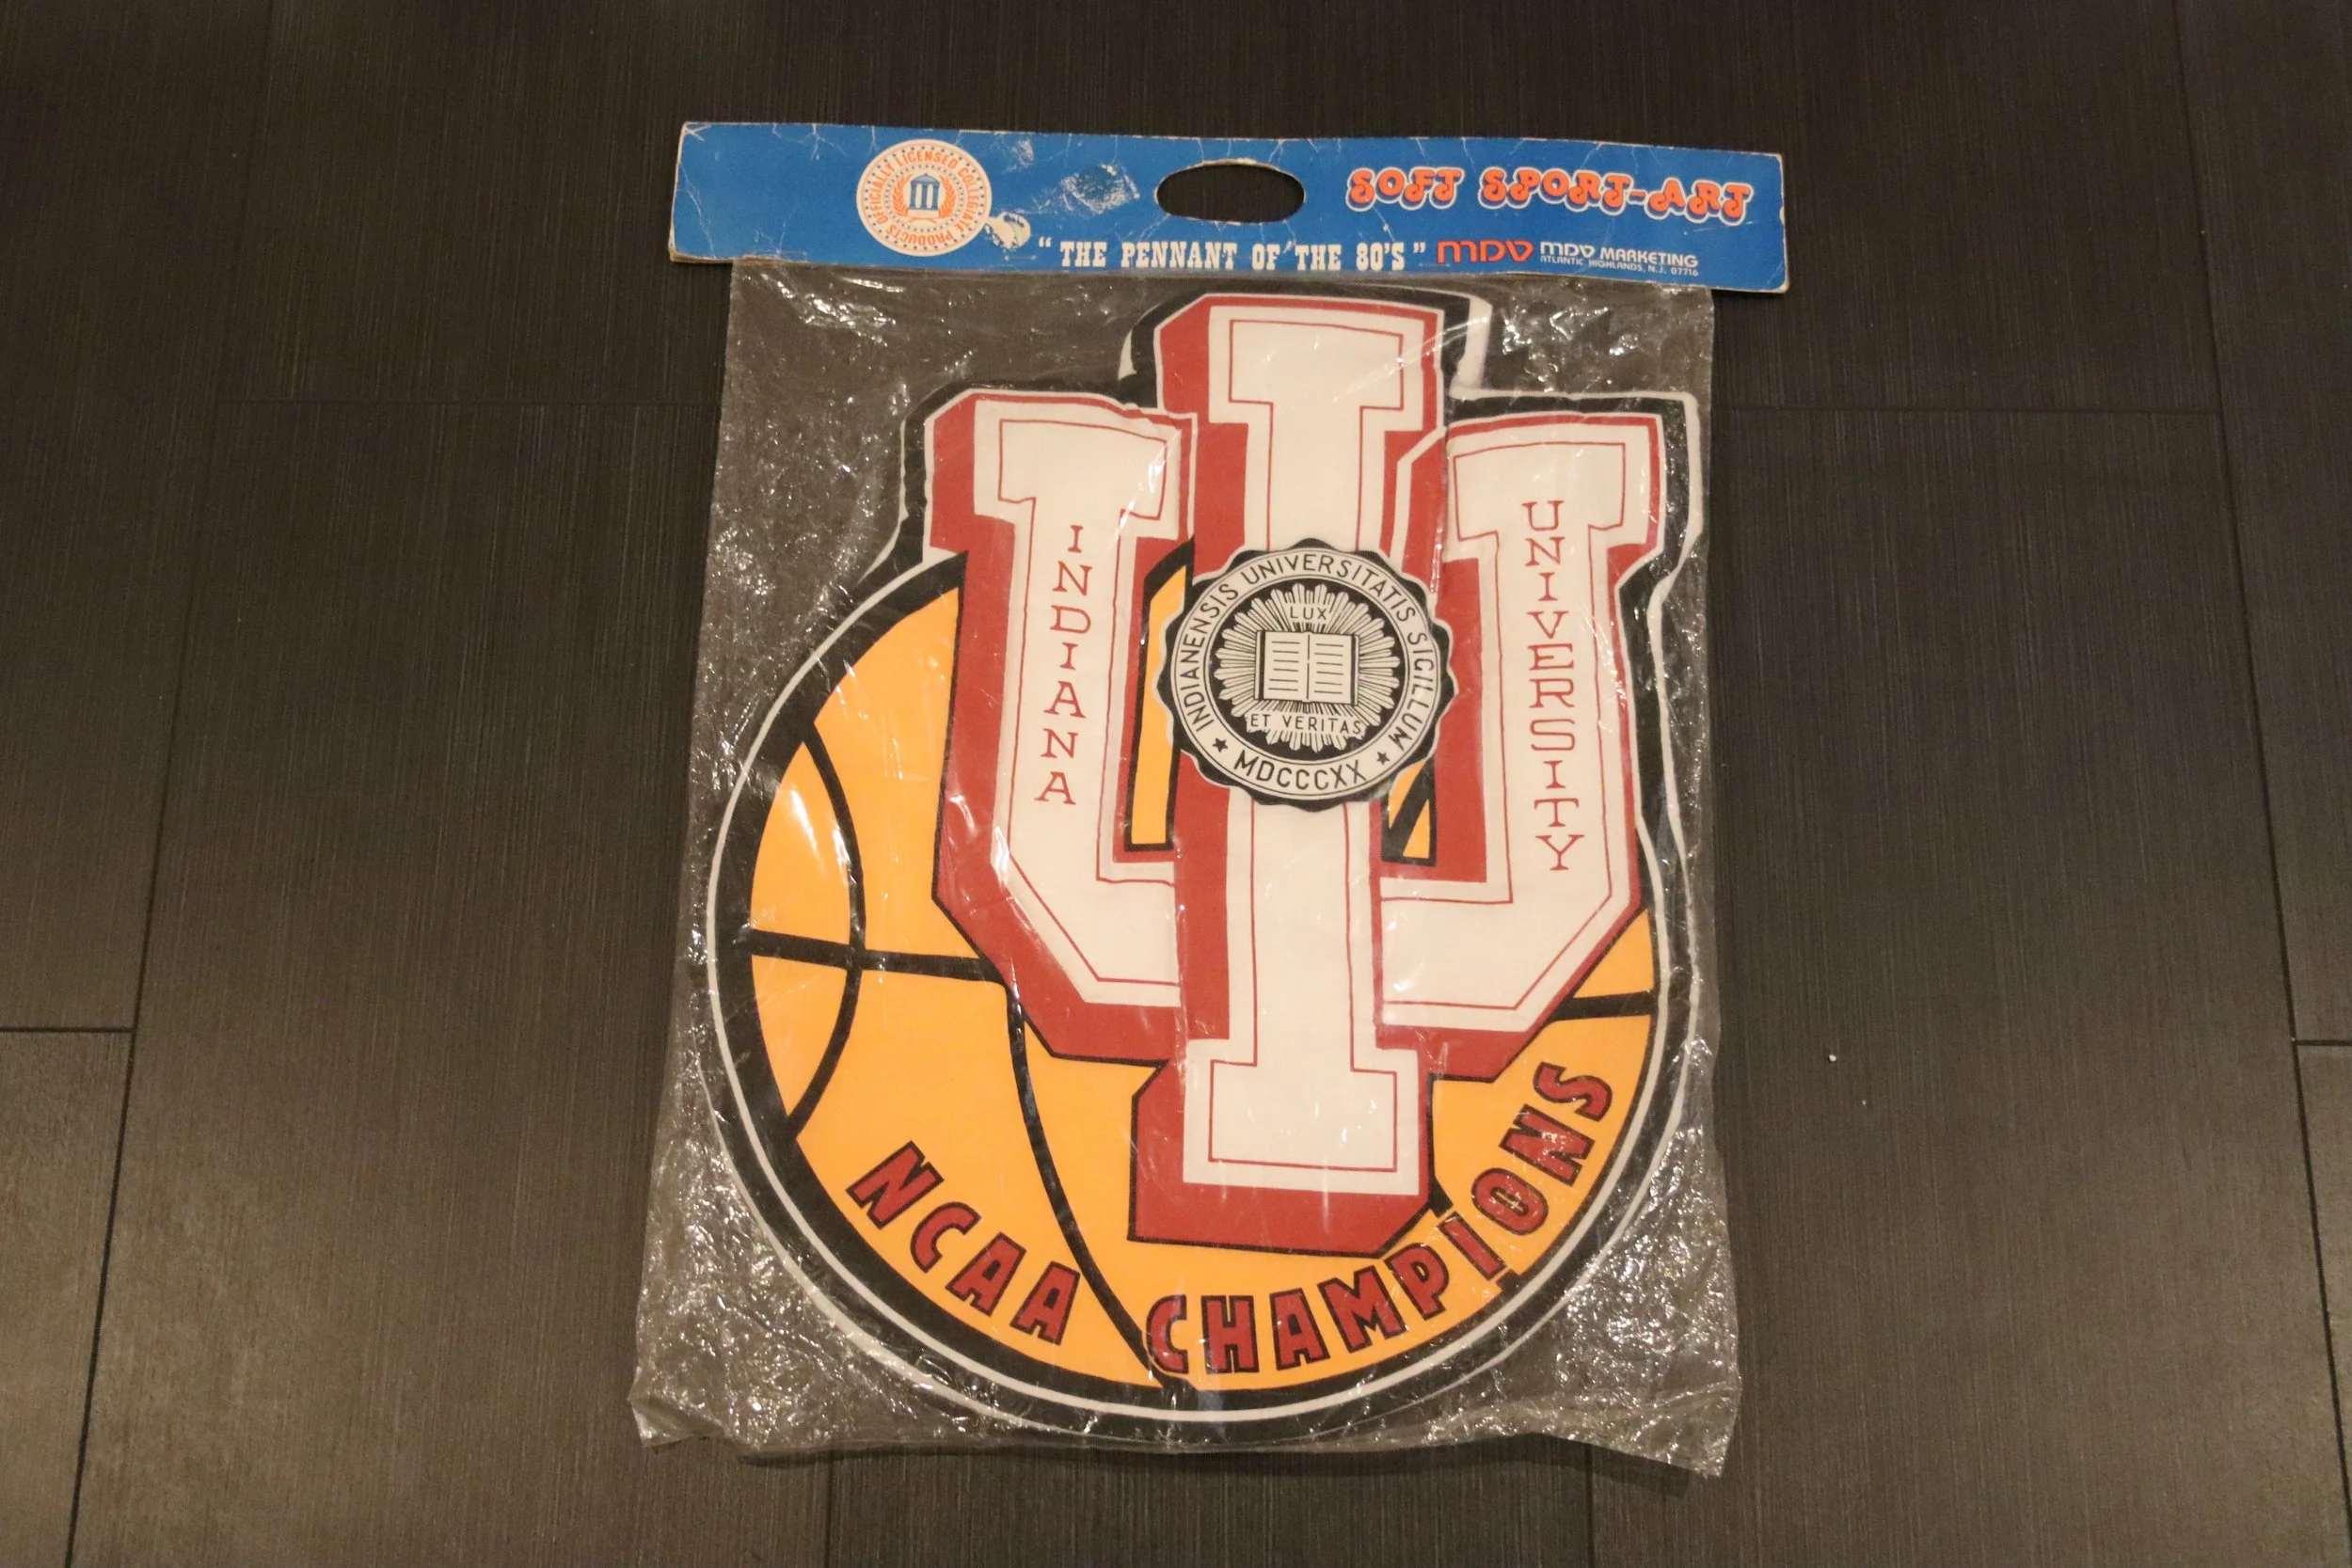 OFFICIALLY LICENSED COLLEGIATE PRODUCTS
SOFT SPORT-ART
"THE PENNANT OF THE 80'S" MDV MDV MARKETING
ATLANTIC HIGHLANDS, N.J. 07716
INDIANA
UNIVERSITY
INDIANENSIS UNIVERSITATIS SIGILLUM
LUX
ET VERITAS
MDCCCXX
NCAA CHAMPIONS